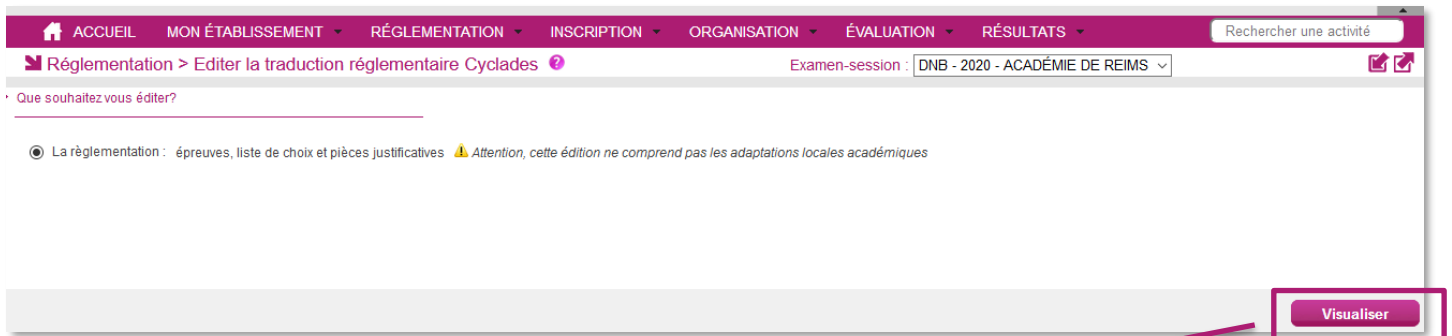 ACCUEIL MON ÉTABLISSEMENT RÉGLEMENTATION INSCRIPTION ORGANISATION ÉVALUATION RÉSULTATS Rechercher une activité
Réglementation > Editer la traduction réglementaire Cyclades ? Examen-session : DNB - 2020 - ACADÉMIE DE REIMS
Que souhaitez vous éditer?
La règlementation : épreuves, liste de choix et pièces justificatives Attention, cette édition ne comprend pas les adaptations locales académiques
Visualiser